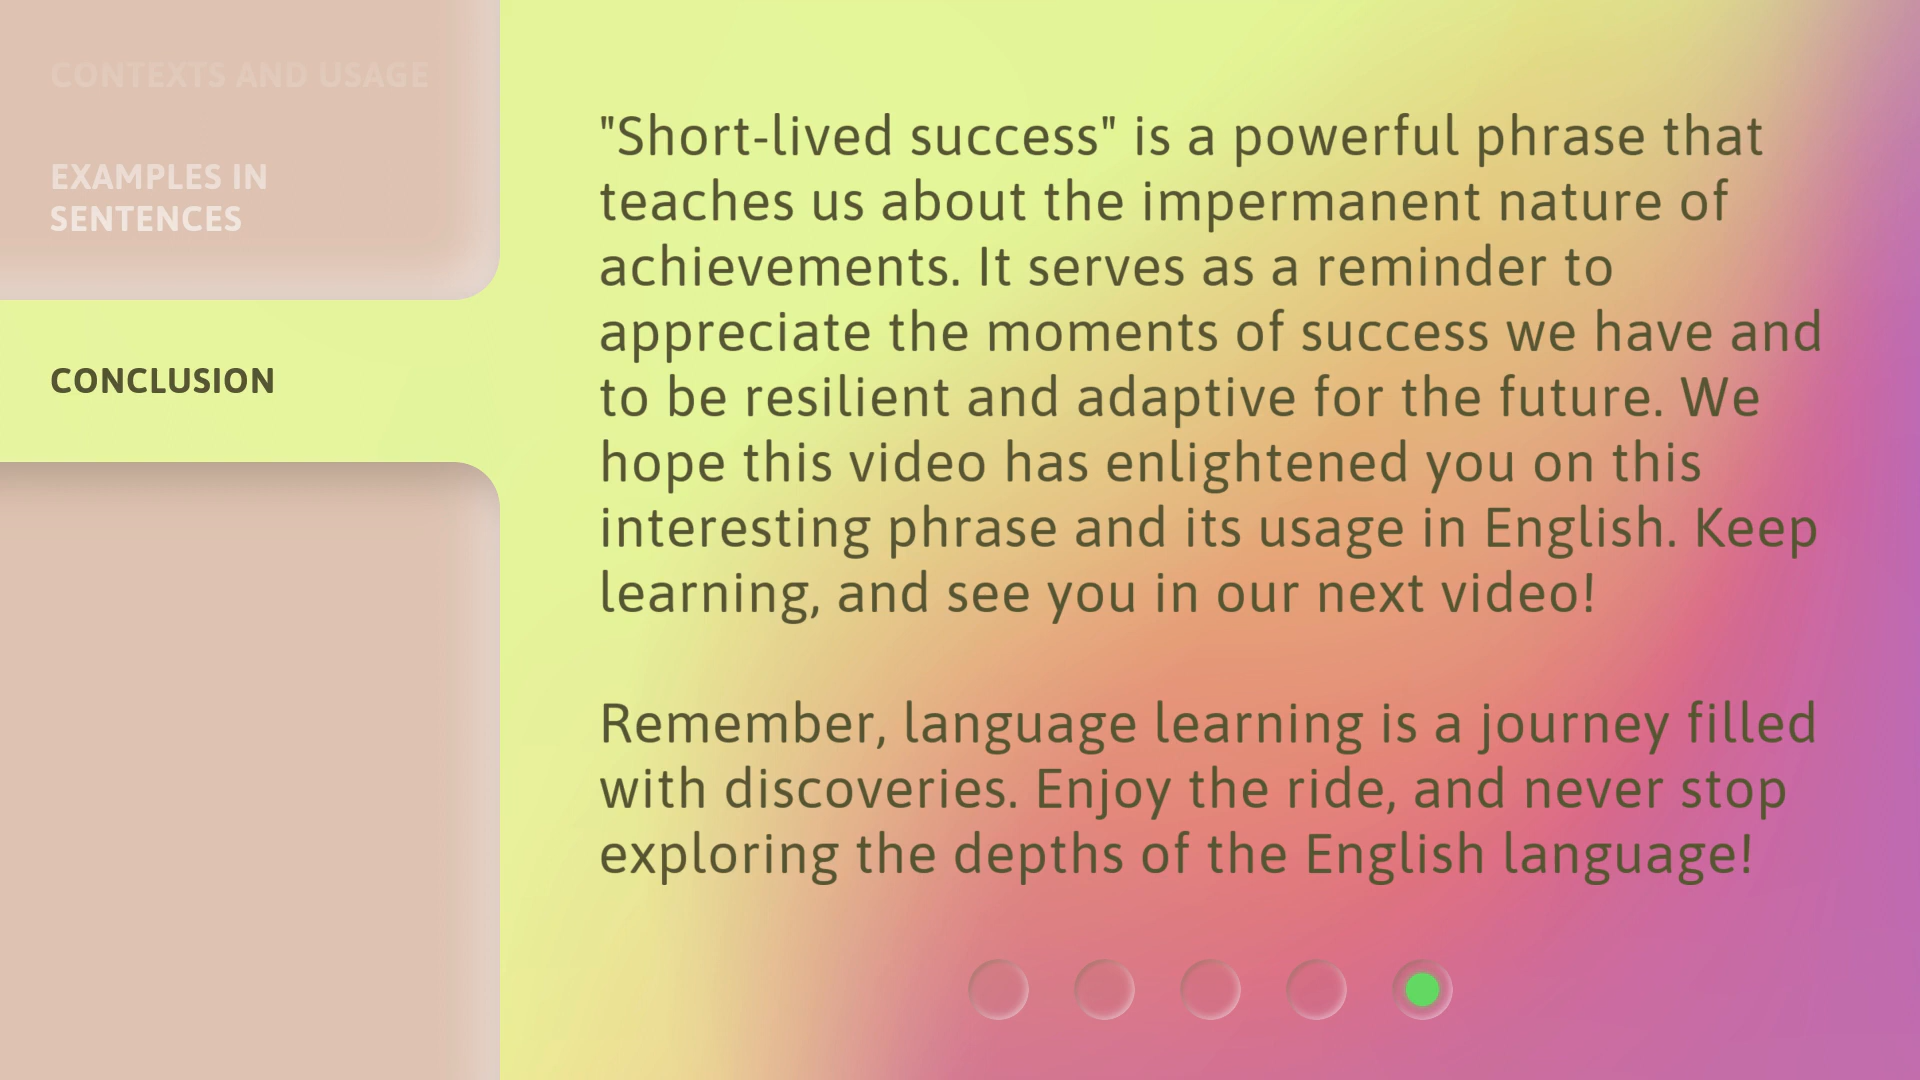 CONTEXTS AND USAGE
EXAMPLES IN
SENTENCES
CONCLUSION
"Short-lived success" is a powerful phrase that
teaches us about the impermanent nature of
achievements. It serves as a reminder to
appreciate the moments of success we have and
to be resilient and adaptive for the future. We
hope this video has enlightened you on this
interesting phrase and its usage in English. Keep
learning, and see you in our next video!
Remember, language learning is a journey filled
with discoveries. Enjoy the ride, and never stop
exploring the depths of the English language!